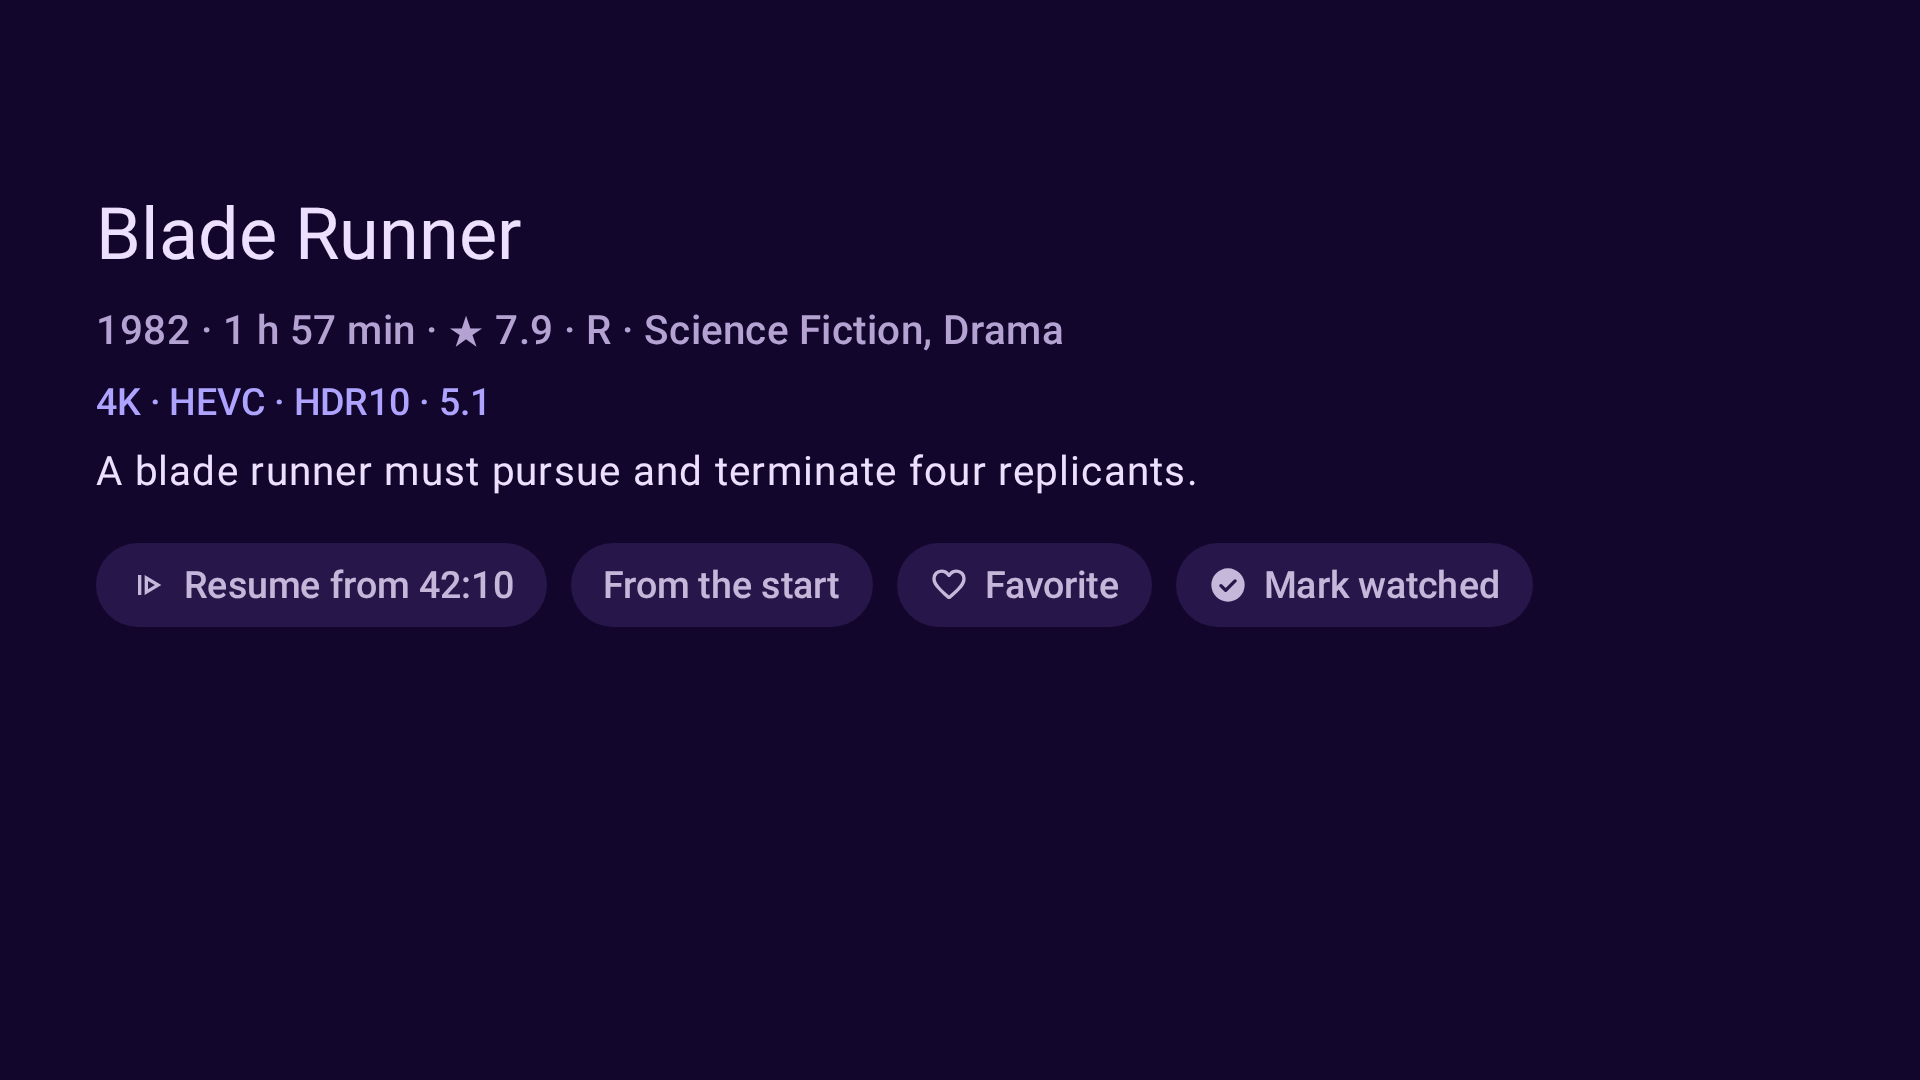 Blade Runner
1982 · 1 h 57 min · ★ 7.9 · R · Science Fiction, Drama
4K · HEVC · HDR10 · 5.1
A blade runner must pursue and terminate four replicants.
Resume from 42:10 From the start Favorite Mark watched